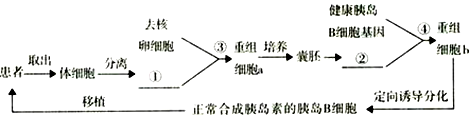 去核
卵细胞
健康胰岛
B细胞基因
③ 重组
细胞a
培养
囊胚
④ 重组
细胞b
患者
取出
体细胞
分离
①
②
移植
正常合成胰岛素的胰岛B细胞
定向诱导分化